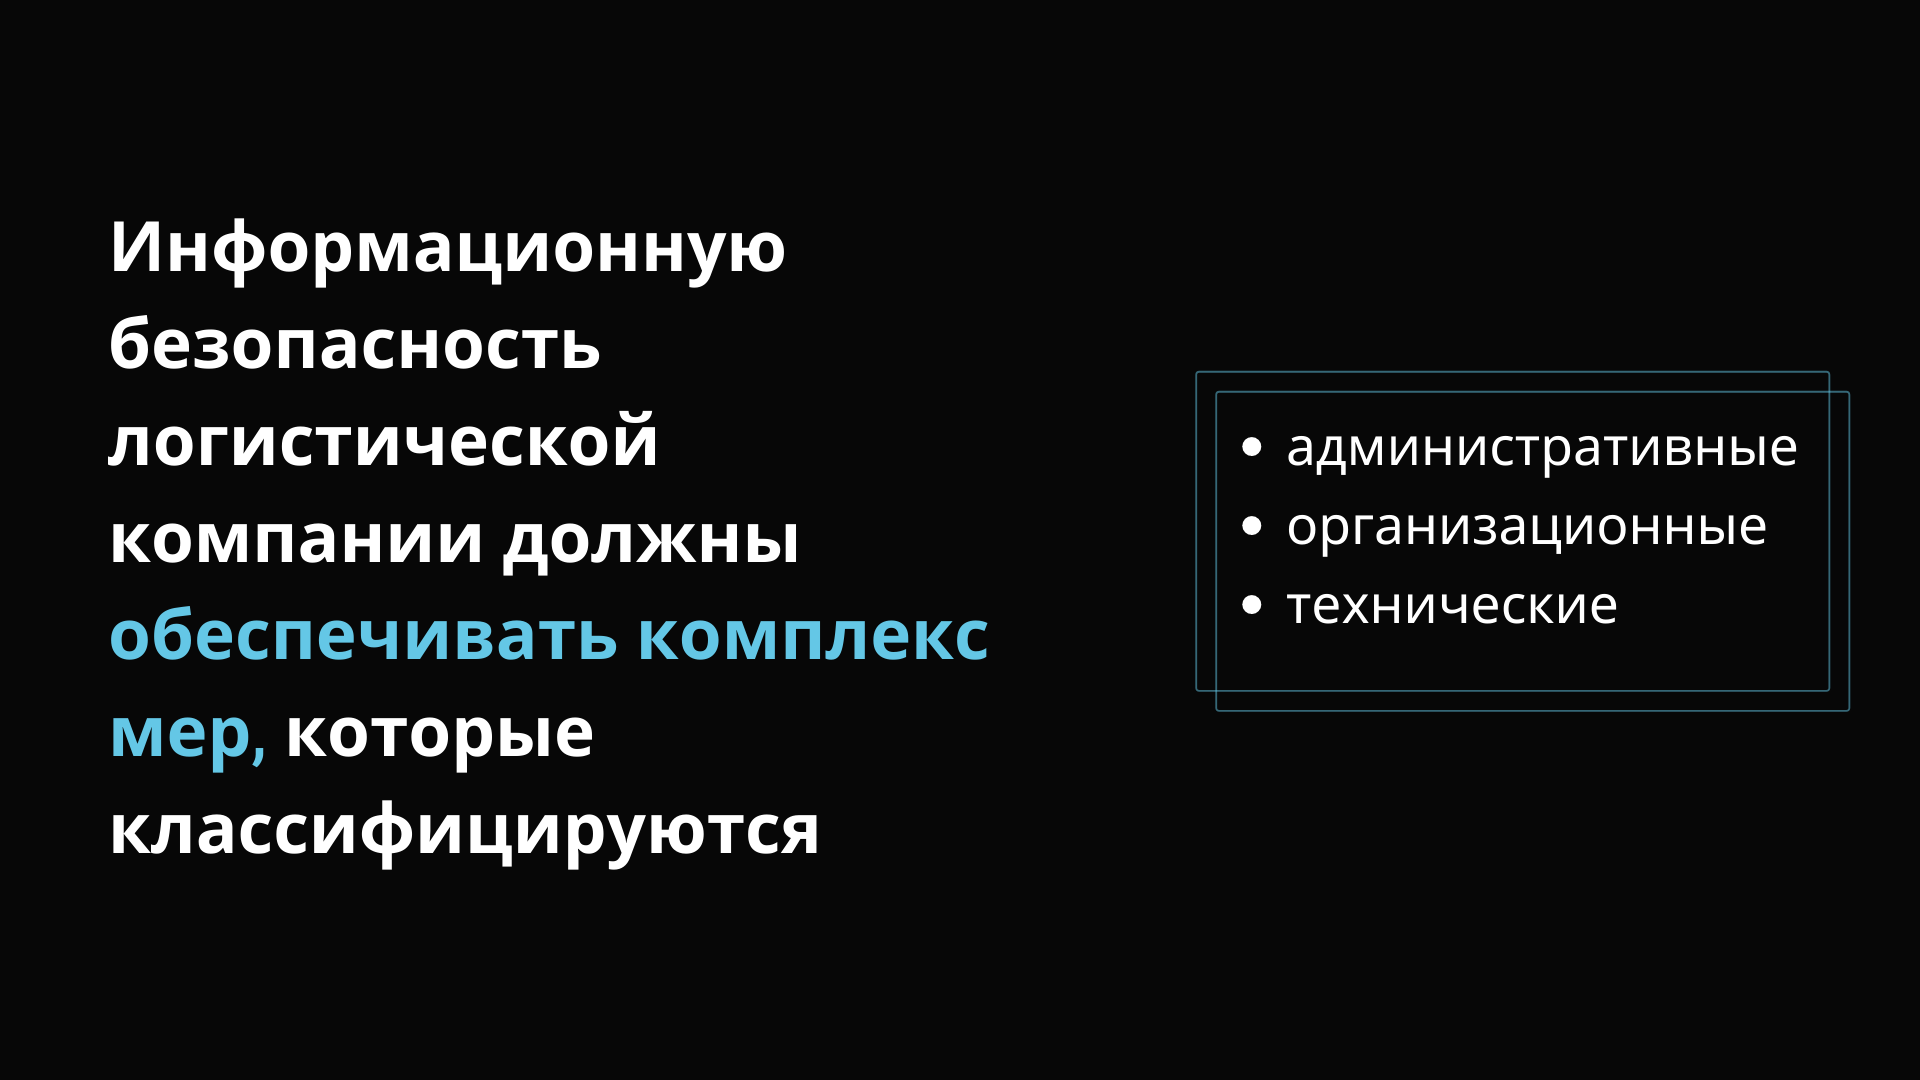 Информационную
безопасность
логистической
компании должны
обеспечивать комплекс
мер, которые
классифицируются
• административные
• организационные
• технические